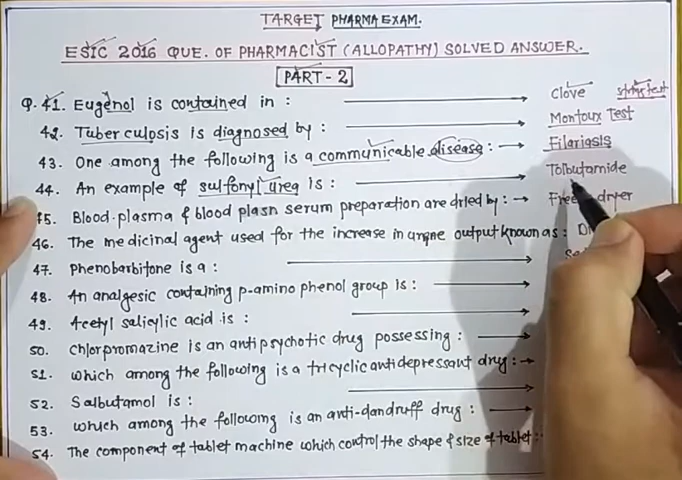 TARGET PHARMA EXAM.
ESIC 2016 QUE. OF PHARMACIST (ALLOPATHY) SOLVED ANSWER.
PART-2
Q. 41. Eugenol is contained in : → Clove
42. Tuberculosis is diagnosed by : → Montoux Test
43. One among the following is a communicable disease : → Filariasis
44. An example of sulfonyl urea is : → Tolbutamide
45. Blood plasma & blood plasn serum preparation are dried by : → dryer
46. The medicinal agent used for the increase in urine output known as :
47. Phenobarbitone is a : →
48. An analgesic containing p-amino phenol group is : →
49. Acetyl salicylic acid is : →
50. Chlorpromazine is an antipsychotic drug possessing : →
51. which among the following is a tricyclic antidepressant drug : →
52. Salbutamol is : →
53. which among the following is an anti-dandruff drug : →
54. The component of tablet machine which control the shape & size of tablet :